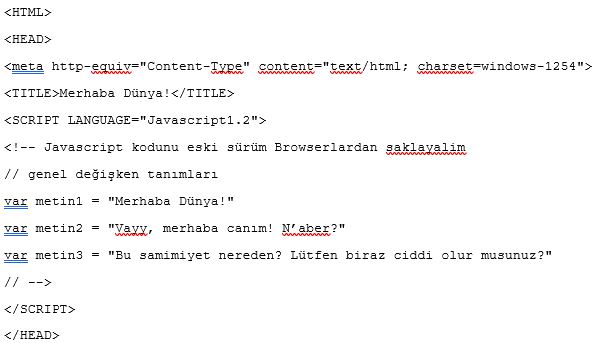 <HTML>
<HEAD>
<meta http-equiv="Content-Type" content="text/html; charset=windows-1254">
<TITLE>Merhaba Dünya!</TITLE>
<SCRIPT LANGUAGE="Javascript1.2">
<!-- Javascript kodunu eski sürüm Browserlardan saklayalim
// genel değişken tanımları
var metin1 = "Merhaba Dünya!"
var metin2 = "Vayy, merhaba canım! N’aber?"
var metin3 = "Bu samimiyet nereden? Lütfen biraz ciddi olur musunuz?"
// -->
</SCRIPT>
</HEAD>